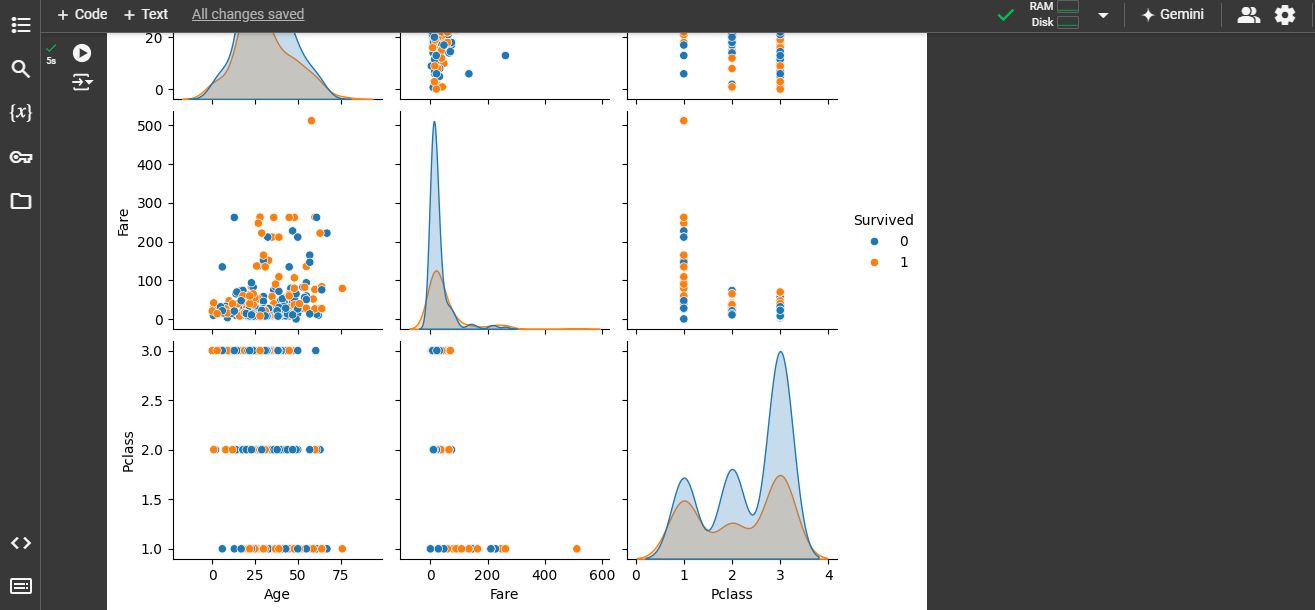 + Code + Text All changes saved RAM Disk Gemini
5s
{x}
20
0
500
400
300
200
100
0
Fare
Survived
0
1
3.0
2.5
2.0
1.5
1.0
Pclass
0 25 50 75 0 200 400 600 0 1 2 3 4
Age Fare Pclass